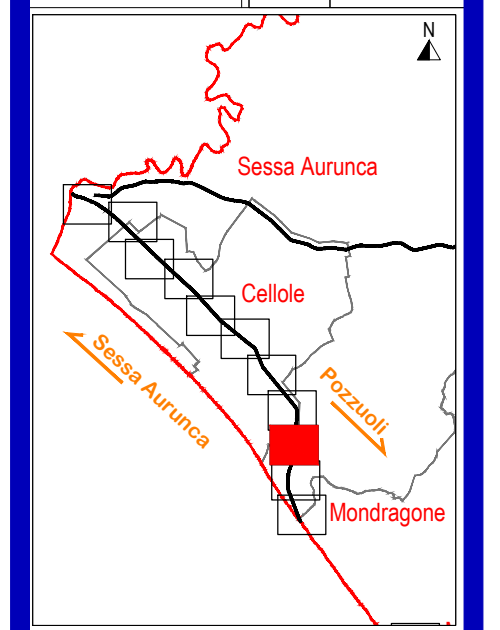 N
Sessa Aurunca
Cellole
Sessa Aurunca
Pozzuoli
Mondragone